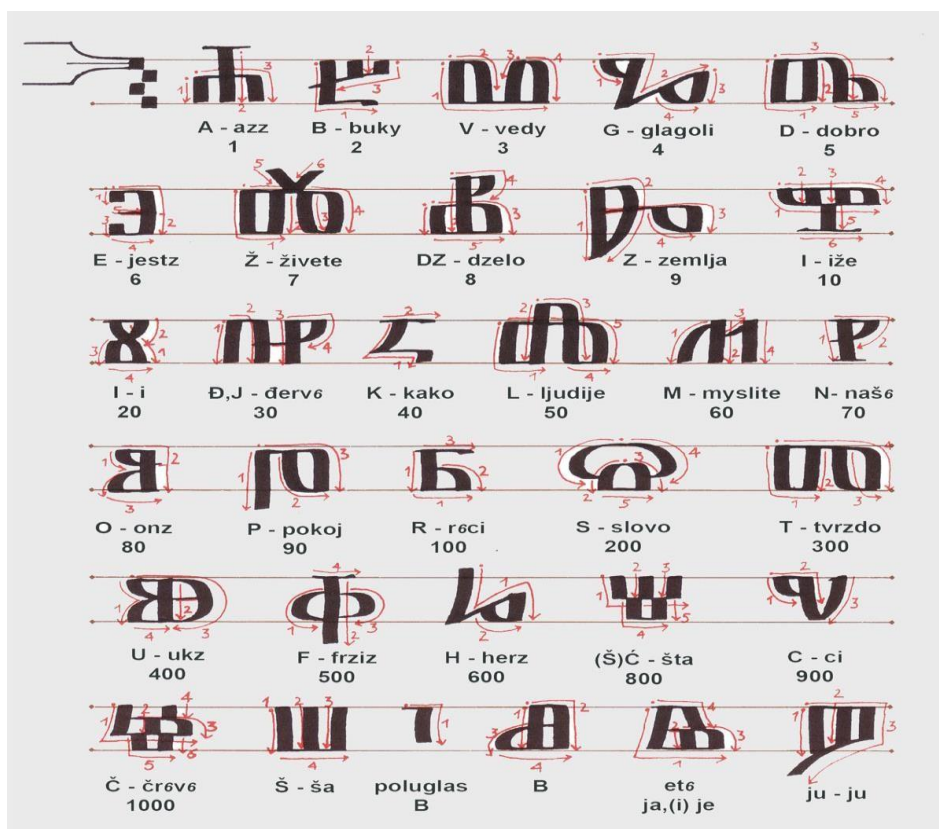 A - azz B - buky V - vedy G - glagoli D - dobro
1 2 3 4 5
E - jestz Ž - živete DZ - dzelo Z - zemlja I - iže
6 7 8 9 10
I - i Đ,J - đerv6 K - kako L - ljudije M - myslite N- naš6
20 30 40 50 60 70
O - onz P - pokoj R - r6ci S - slovo T - tvrzdo
80 90 100 200 300
U - ukz F - frziz H - herz (Š)Ć - šta C - ci
400 500 600 800 900
Č - čr6v6 Š - ša poluglas B et6 ju - ju
1000 B ja,(i) je